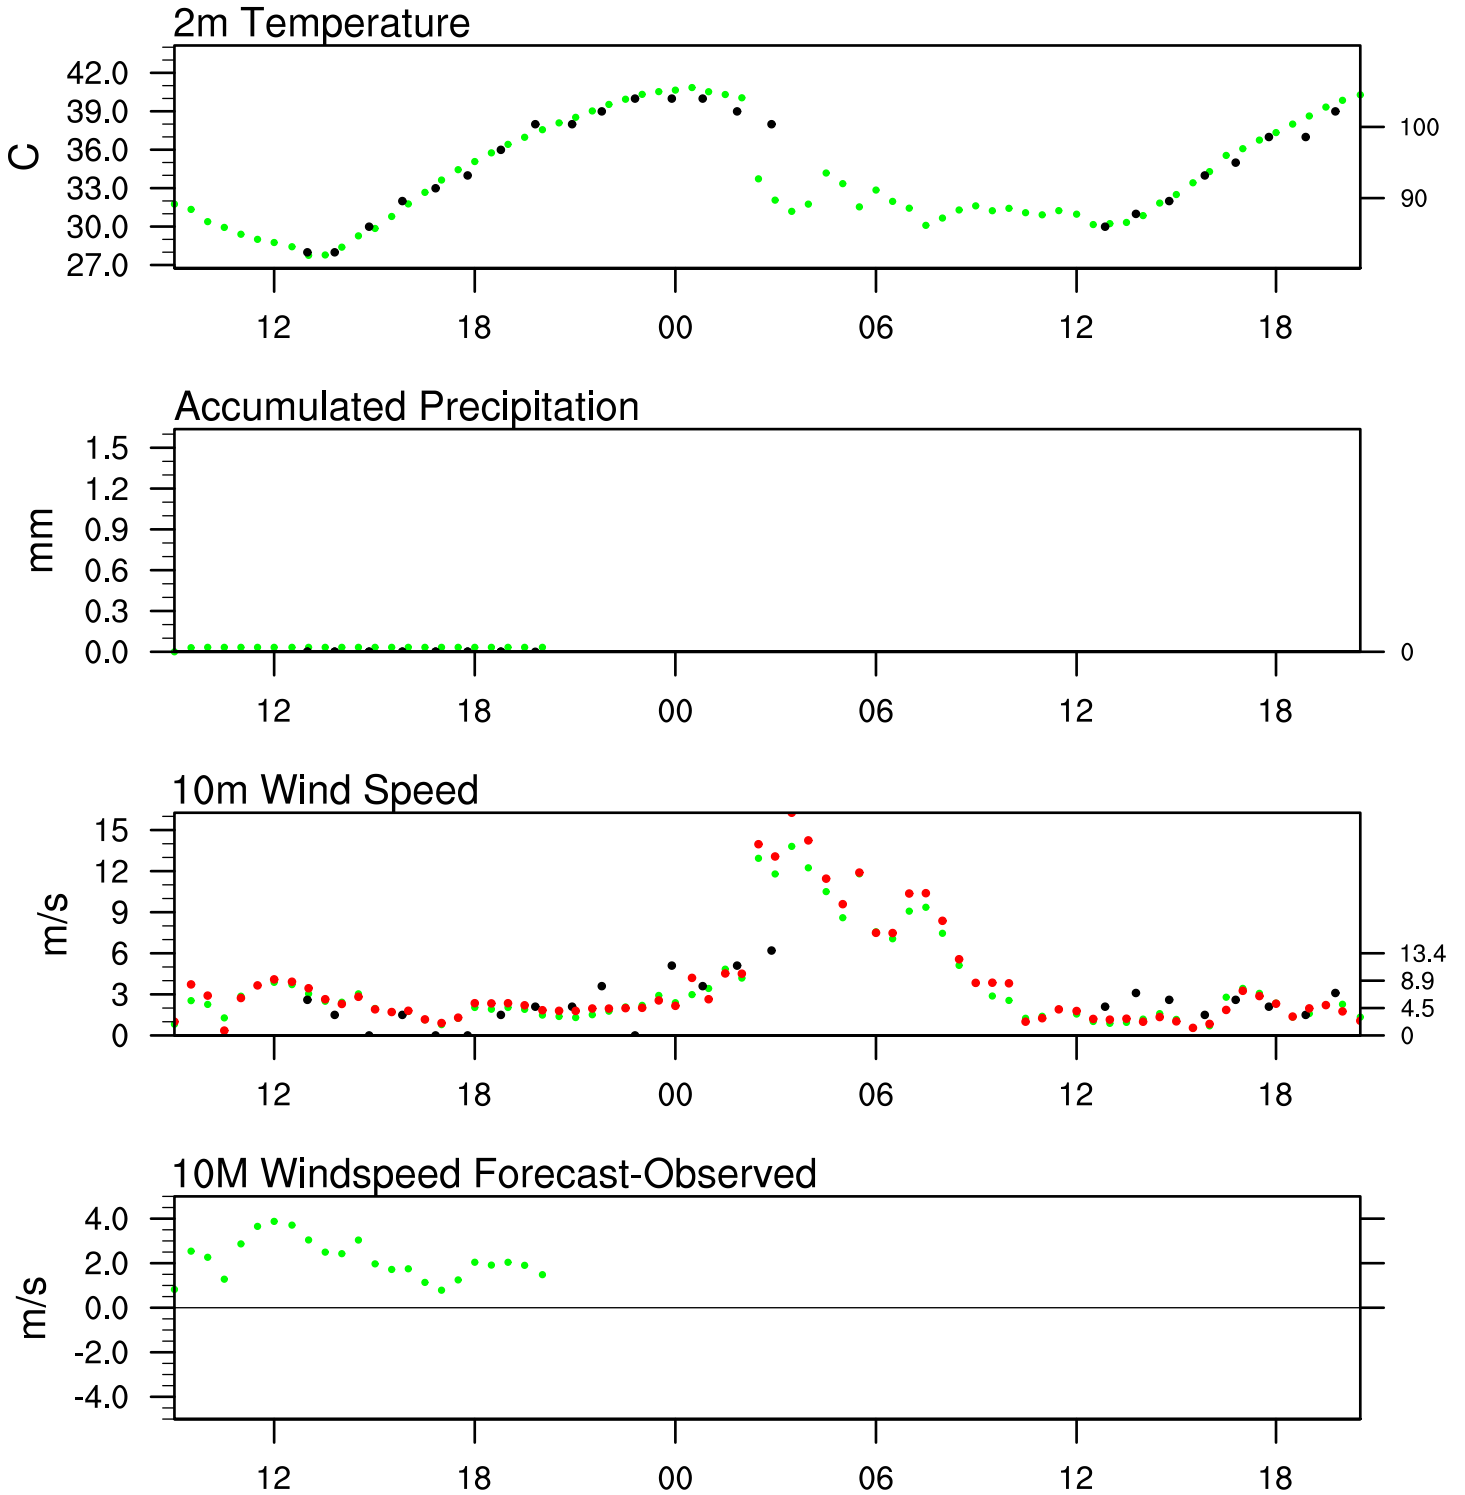 2m Temperature
42.0
39.0
36.0
33.0
30.0
27.0
C
100
90
12 18 00 06 12 18
Accumulated Precipitation
1.5
1.2
0.9
0.6
0.3
0.0
mm
0
12 18 00 06 12 18
10m Wind Speed
15
12
9
6
3
0
m/s
13.4
8.9
4.5
0
12 18 00 06 12 18
10M Windspeed Forecast-Observed
4.0
2.0
0.0
-2.0
-4.0
m/s
12 18 00 06 12 18